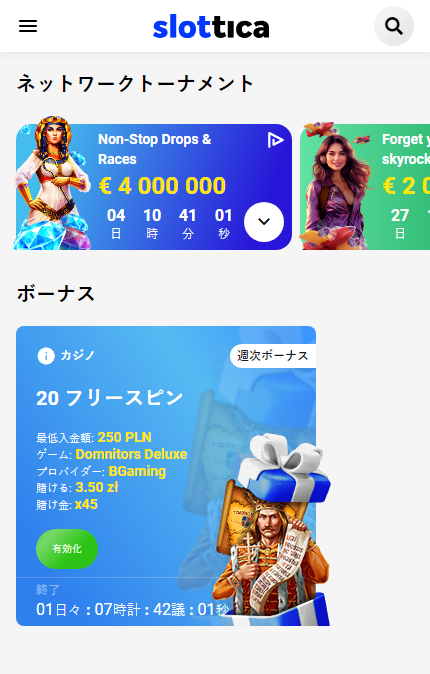 slottica
ネットワークトーナメント
Non-Stop Drops &
Races
€ 4 000 000
04 10 41 01
日 時 分 秒
Forget
skyrock
€ 2
27
日
ボーナス
カジノ
週次ボーナス
20 フリースピン
最低入金額: 250 PLN
ゲーム: Domnitors Deluxe
プロバイダー: BGaming
賭ける: 3.50 zł
賭け金: x45
有効化
終了
01日々 : 07時計 : 42議 : 01秒